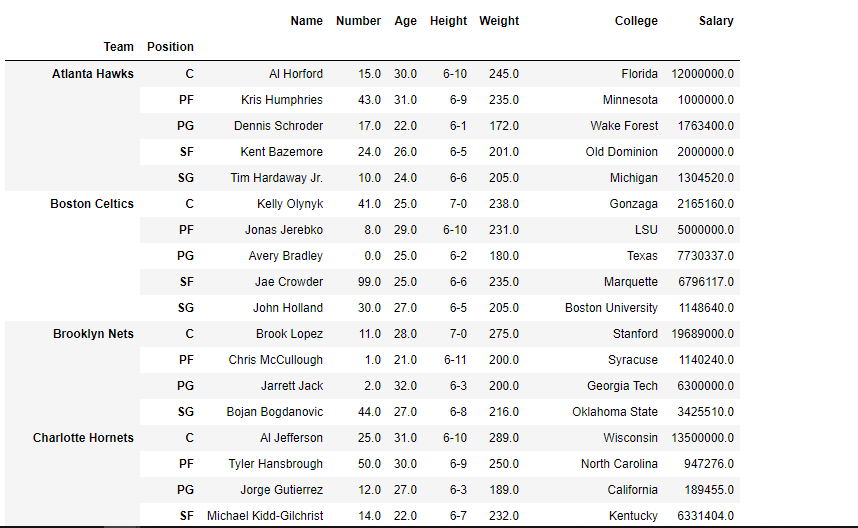 Name Number Age Height Weight College Salary
Team Position
Atlanta Hawks C Al Horford 15.0 30.0 6-10 245.0 Florida 12000000.0
PF Kris Humphries 43.0 31.0 6-9 235.0 Minnesota 1000000.0
PG Dennis Schroder 17.0 22.0 6-1 172.0 Wake Forest 1763400.0
SF Kent Bazemore 24.0 26.0 6-5 201.0 Old Dominion 2000000.0
SG Tim Hardaway Jr. 10.0 24.0 6-6 205.0 Michigan 1304520.0
Boston Celtics C Kelly Olynyk 41.0 25.0 7-0 238.0 Gonzaga 2165160.0
PF Jonas Jerebko 8.0 29.0 6-10 231.0 LSU 5000000.0
PG Avery Bradley 0.0 25.0 6-2 180.0 Texas 7730337.0
SF Jae Crowder 99.0 25.0 6-6 235.0 Marquette 6796117.0
SG John Holland 30.0 27.0 6-5 205.0 Boston University 1148640.0
Brooklyn Nets C Brook Lopez 11.0 28.0 7-0 275.0 Stanford 19689000.0
PF Chris McCullough 1.0 21.0 6-11 200.0 Syracuse 1140240.0
PG Jarrett Jack 2.0 32.0 6-3 200.0 Georgia Tech 6300000.0
SG Bojan Bogdanovic 44.0 27.0 6-8 216.0 Oklahoma State 3425510.0
Charlotte Hornets C Al Jefferson 25.0 31.0 6-10 289.0 Wisconsin 13500000.0
PF Tyler Hansbrough 50.0 30.0 6-9 250.0 North Carolina 947276.0
PG Jorge Gutierrez 12.0 27.0 6-3 189.0 California 189455.0
SF Michael Kidd-Gilchrist 14.0 22.0 6-7 232.0 Kentucky 6331404.0